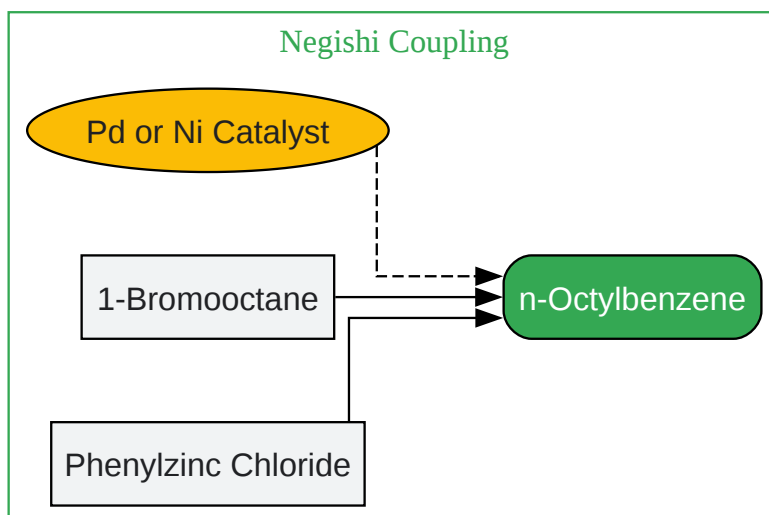 Negishi Coupling
Pd or Ni Catalyst
1-Bromooctane
n-Octylbenzene
Phenylzinc Chloride